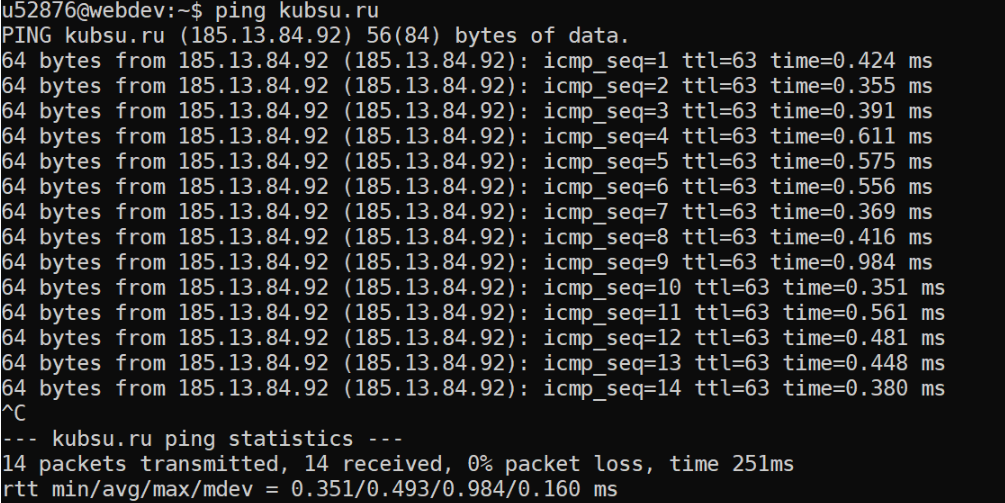 u52876@webdev:~$ ping kubsu.ru
PING kubsu.ru (185.13.84.92) 56(84) bytes of data.
64 bytes from 185.13.84.92 (185.13.84.92): icmp_seq=1 ttl=63 time=0.424 ms
64 bytes from 185.13.84.92 (185.13.84.92): icmp_seq=2 ttl=63 time=0.355 ms
64 bytes from 185.13.84.92 (185.13.84.92): icmp_seq=3 ttl=63 time=0.391 ms
64 bytes from 185.13.84.92 (185.13.84.92): icmp_seq=4 ttl=63 time=0.611 ms
64 bytes from 185.13.84.92 (185.13.84.92): icmp_seq=5 ttl=63 time=0.575 ms
64 bytes from 185.13.84.92 (185.13.84.92): icmp_seq=6 ttl=63 time=0.556 ms
64 bytes from 185.13.84.92 (185.13.84.92): icmp_seq=7 ttl=63 time=0.369 ms
64 bytes from 185.13.84.92 (185.13.84.92): icmp_seq=8 ttl=63 time=0.416 ms
64 bytes from 185.13.84.92 (185.13.84.92): icmp_seq=9 ttl=63 time=0.984 ms
64 bytes from 185.13.84.92 (185.13.84.92): icmp_seq=10 ttl=63 time=0.351 ms
64 bytes from 185.13.84.92 (185.13.84.92): icmp_seq=11 ttl=63 time=0.561 ms
64 bytes from 185.13.84.92 (185.13.84.92): icmp_seq=12 ttl=63 time=0.481 ms
64 bytes from 185.13.84.92 (185.13.84.92): icmp_seq=13 ttl=63 time=0.448 ms
64 bytes from 185.13.84.92 (185.13.84.92): icmp_seq=14 ttl=63 time=0.380 ms
^C
--- kubsu.ru ping statistics ---
14 packets transmitted, 14 received, 0% packet loss, time 251ms
rtt min/avg/max/mdev = 0.351/0.493/0.984/0.160 ms